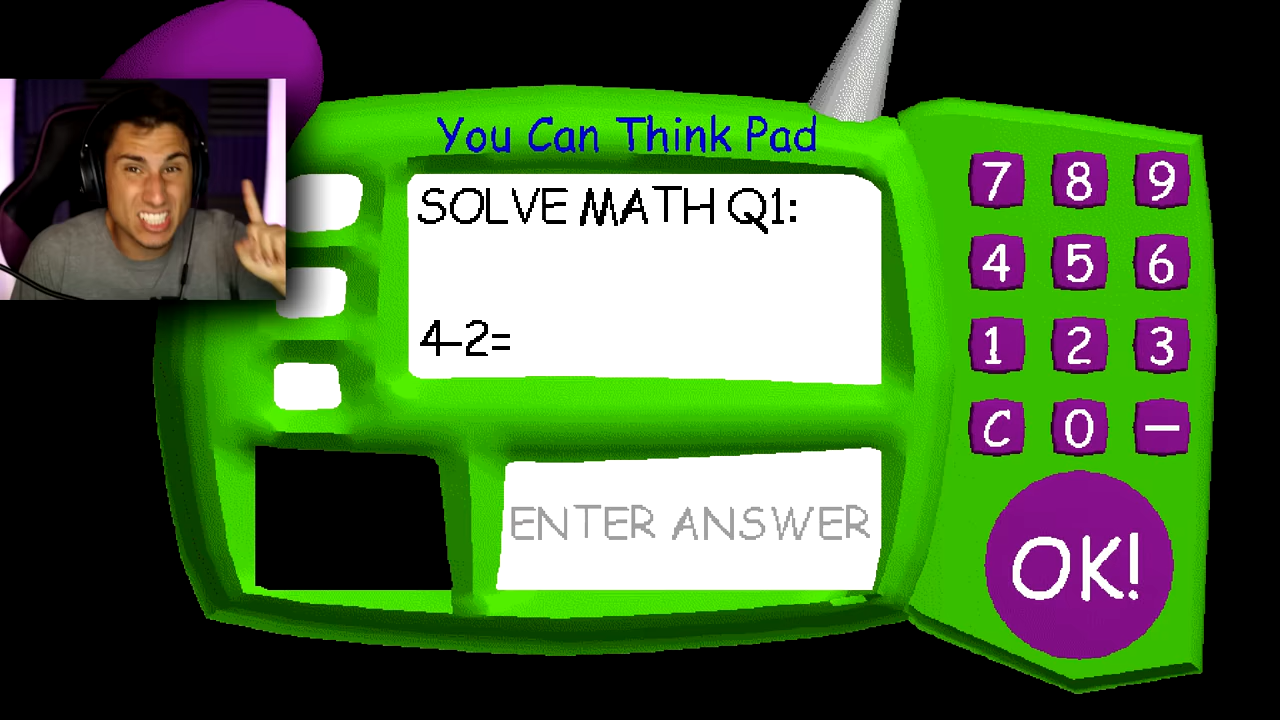 You Can Think Pad
SOLVE MATH Q1:
4-2=
ENTER ANSWER
7 8 9
4 5 6
1 2 3
C 0 —
OK!